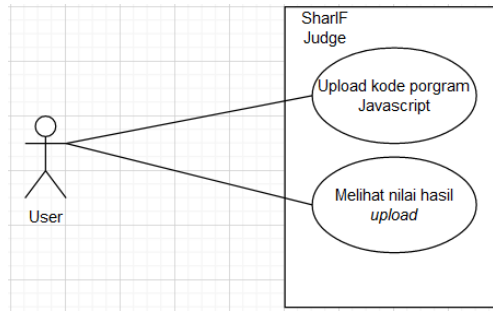 SharIF
Judge
Upload kode porgram
Javascript
Melihat nilai hasil
upload
User